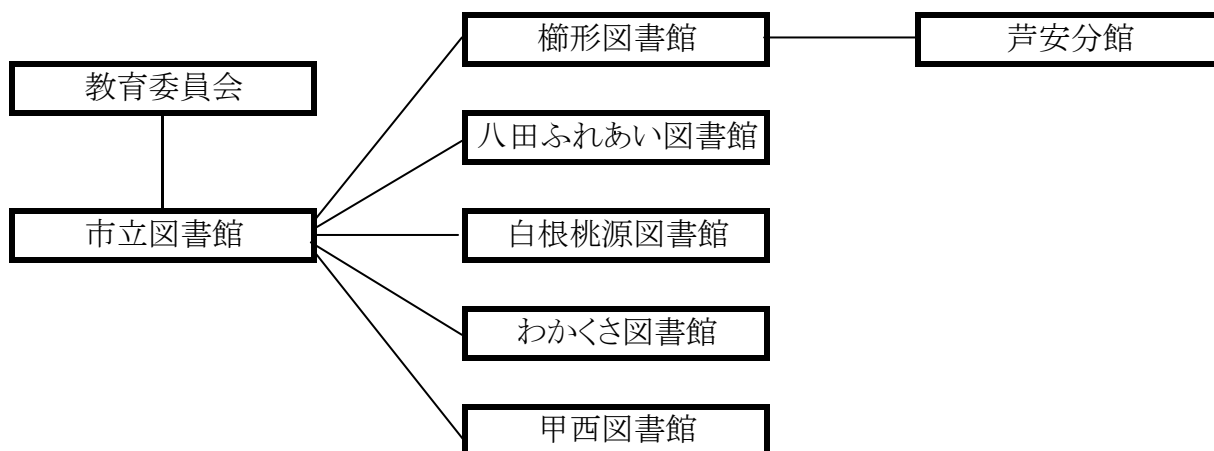 櫛形図書館
芦安分館
教育委員会
八田ふれあい図書館
市立図書館
白根桃源図書館
わかくさ図書館
甲西図書館